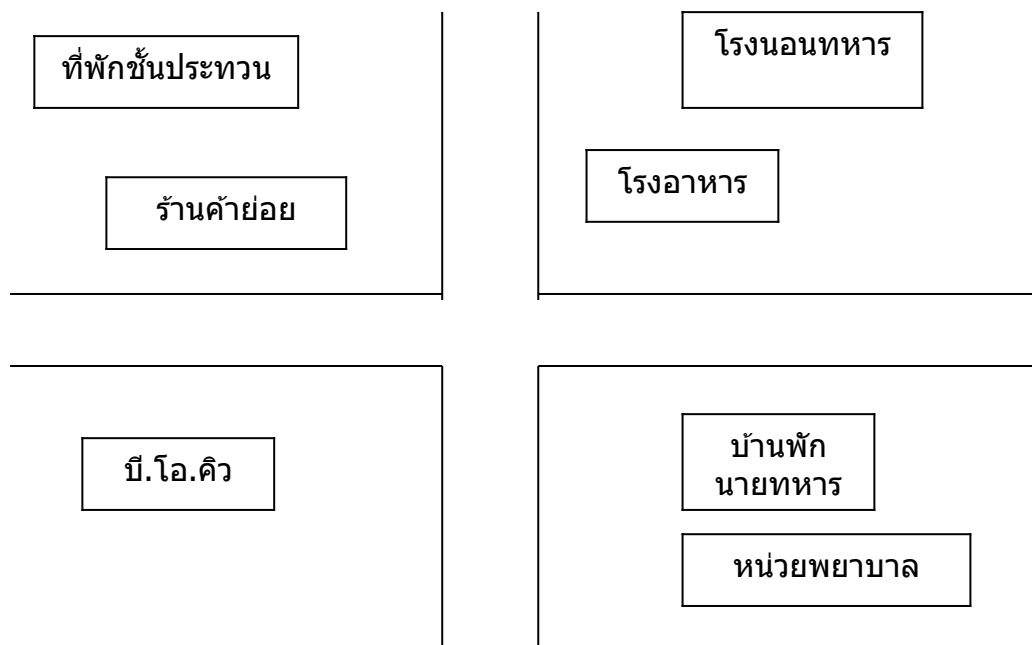 ที่พักชั้นประทวน
โรงนอนทหาร
ร้านค้าย่อย
โรงอาหาร
บี.โอ.คิว
บ้านพัก
นายทหาร
หน่วยพยาบาล